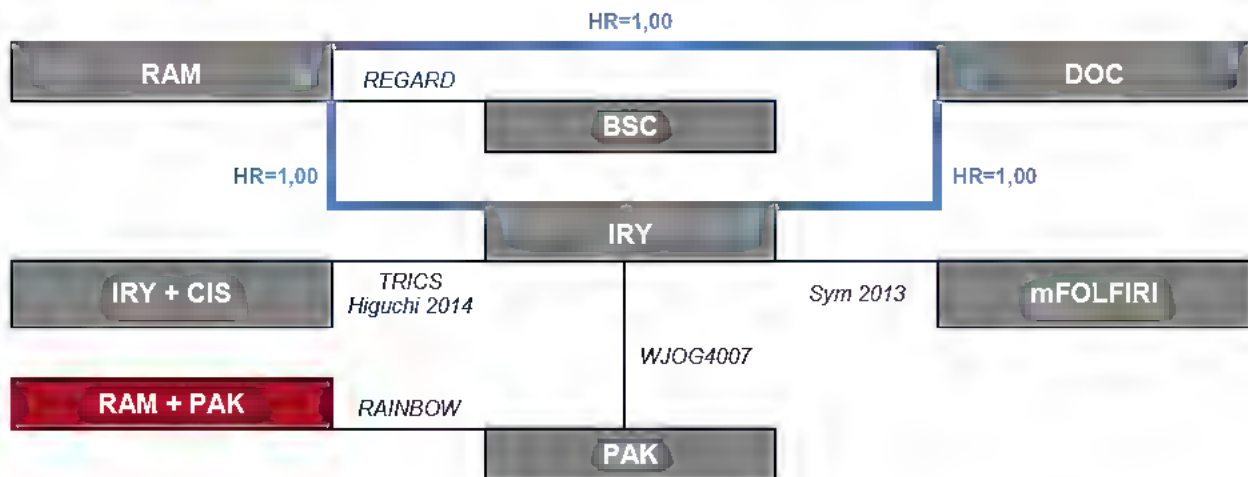 HR=1,00
RAM
REGARD
DOC
BSC
HR=1,00
HR=1,00
IRY
IRY + CIS
TRICS
Higuchi 2014
Sym 2013
mFOLFIRI
WJOG4007
RAM + PAK
RAINBOW
PAK